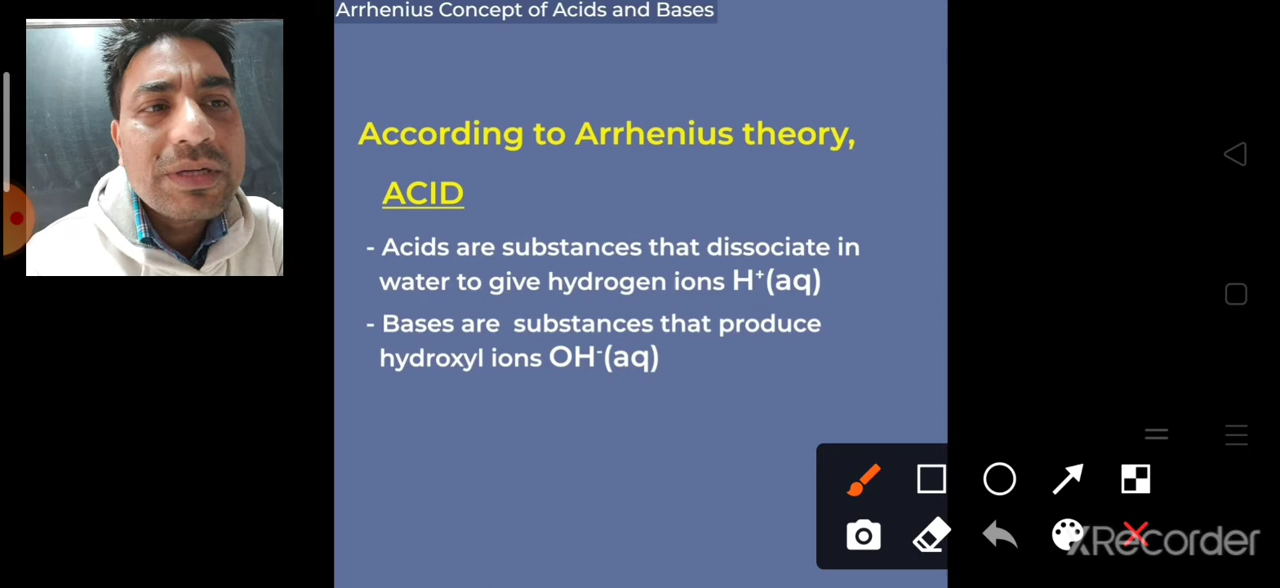 Arrhenius Concept of Acids and Bases
According to Arrhenius theory,
ACID
- Acids are substances that dissociate in
water to give hydrogen ions H⁺(aq)
- Bases are substances that produce
hydroxyl ions OH⁻(aq)
XRecorder